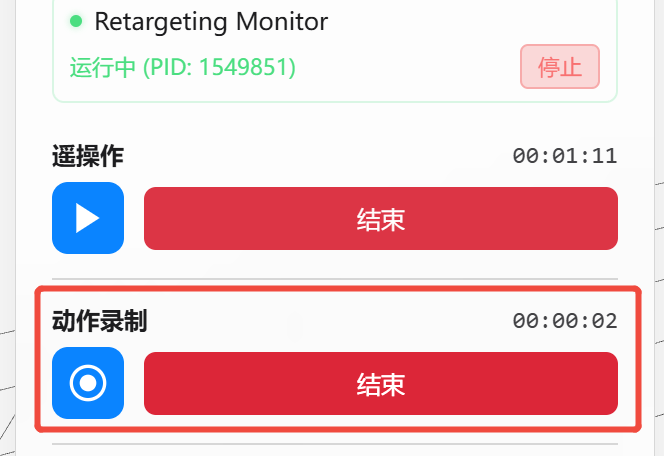 Retargeting Monitor
运行中 (PID: 1549851)
停止
遥操作
00:01:11
结束
动作录制
00:00:02
结束